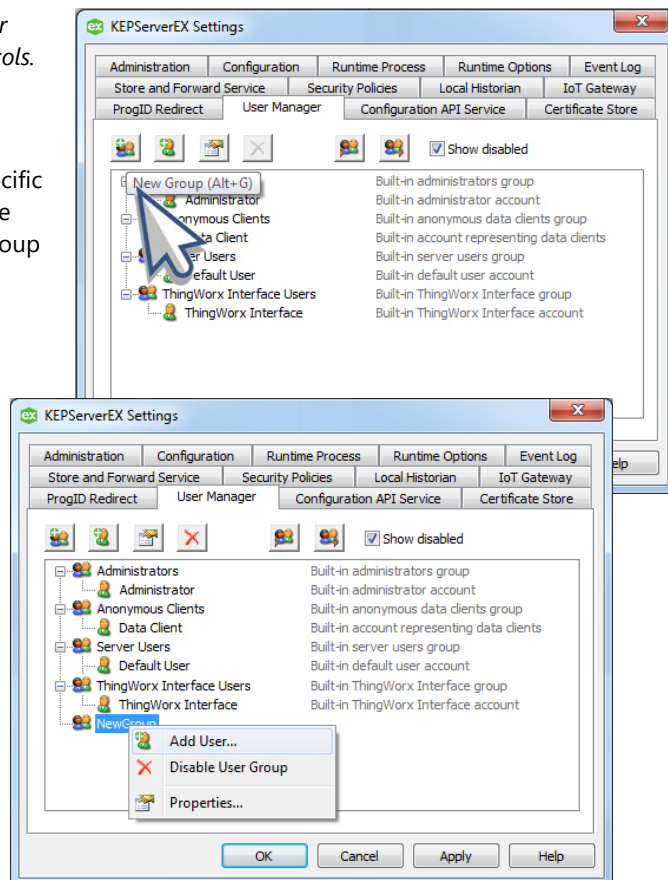 r
ols.
cific
e
oup
KEPServerEX Settings
Administration Configuration Runtime Process Runtime Options Event Log
Store and Forward Service Security Policies Local Historian IoT Gateway
ProgID Redirect User Manager Configuration API Service Certificate Store
Show disabled
New Group (Alt+G) Built-in administrators group
Administrator Built-in administrator account
onymous Clients Built-in anonymous data clients group
ta Client Built-in account representing data clients
er Users Built-in server users group
efault User Built-in default user account
ThingWorx Interface Users Built-in ThingWorx Interface group
ThingWorx Interface Built-in ThingWorx Interface account
elp
KEPServerEX Settings
Administration Configuration Runtime Process Runtime Options Event Log
Store and Forward Service Security Policies Local Historian IoT Gateway
ProgID Redirect User Manager Configuration API Service Certificate Store
Show disabled
Administrators Built-in administrators group
Administrator Built-in administrator account
Anonymous Clients Built-in anonymous data clients group
Data Client Built-in account representing data clients
Server Users Built-in server users group
Default User Built-in default user account
ThingWorx Interface Users Built-in ThingWorx Interface group
ThingWorx Interface Built-in ThingWorx Interface account
NewGroup
Add User...
Disable User Group
Properties...
OK Cancel Apply Help